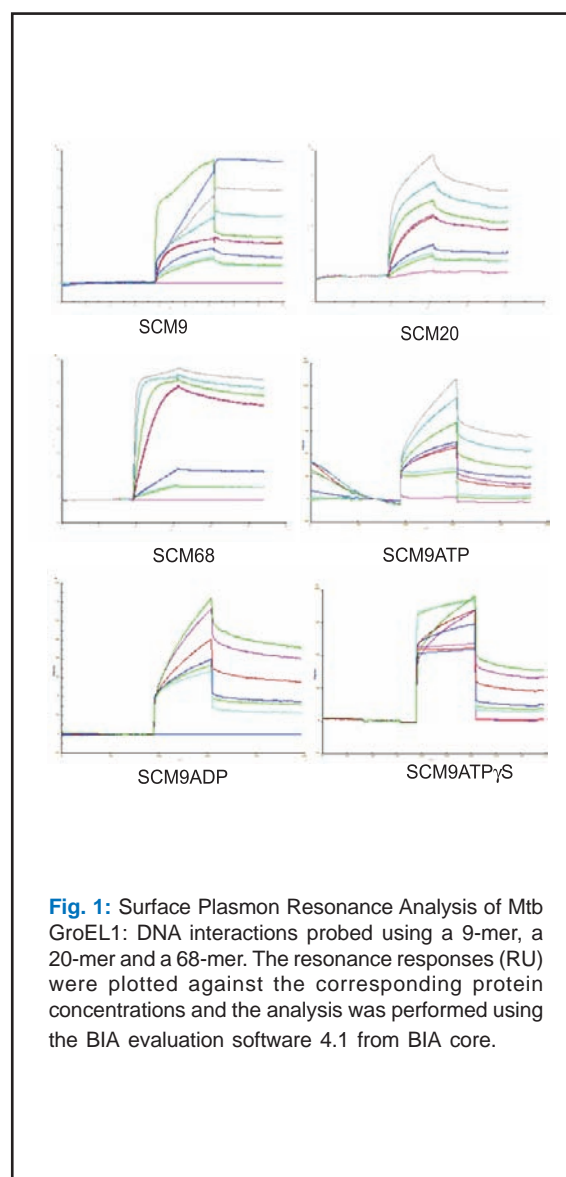 SCM9 SCM20
SCM68 SCM9ATP
SCM9ADP SCM9ATPγS
Fig. 1: Surface Plasmon Resonance Analysis of Mtb
GroEL1: DNA interactions probed using a 9-mer, a
20-mer and a 68-mer. The resonance responses (RU)
were plotted against the corresponding protein
concentrations and the analysis was performed using
the BIA evaluation software 4.1 from BIA core.